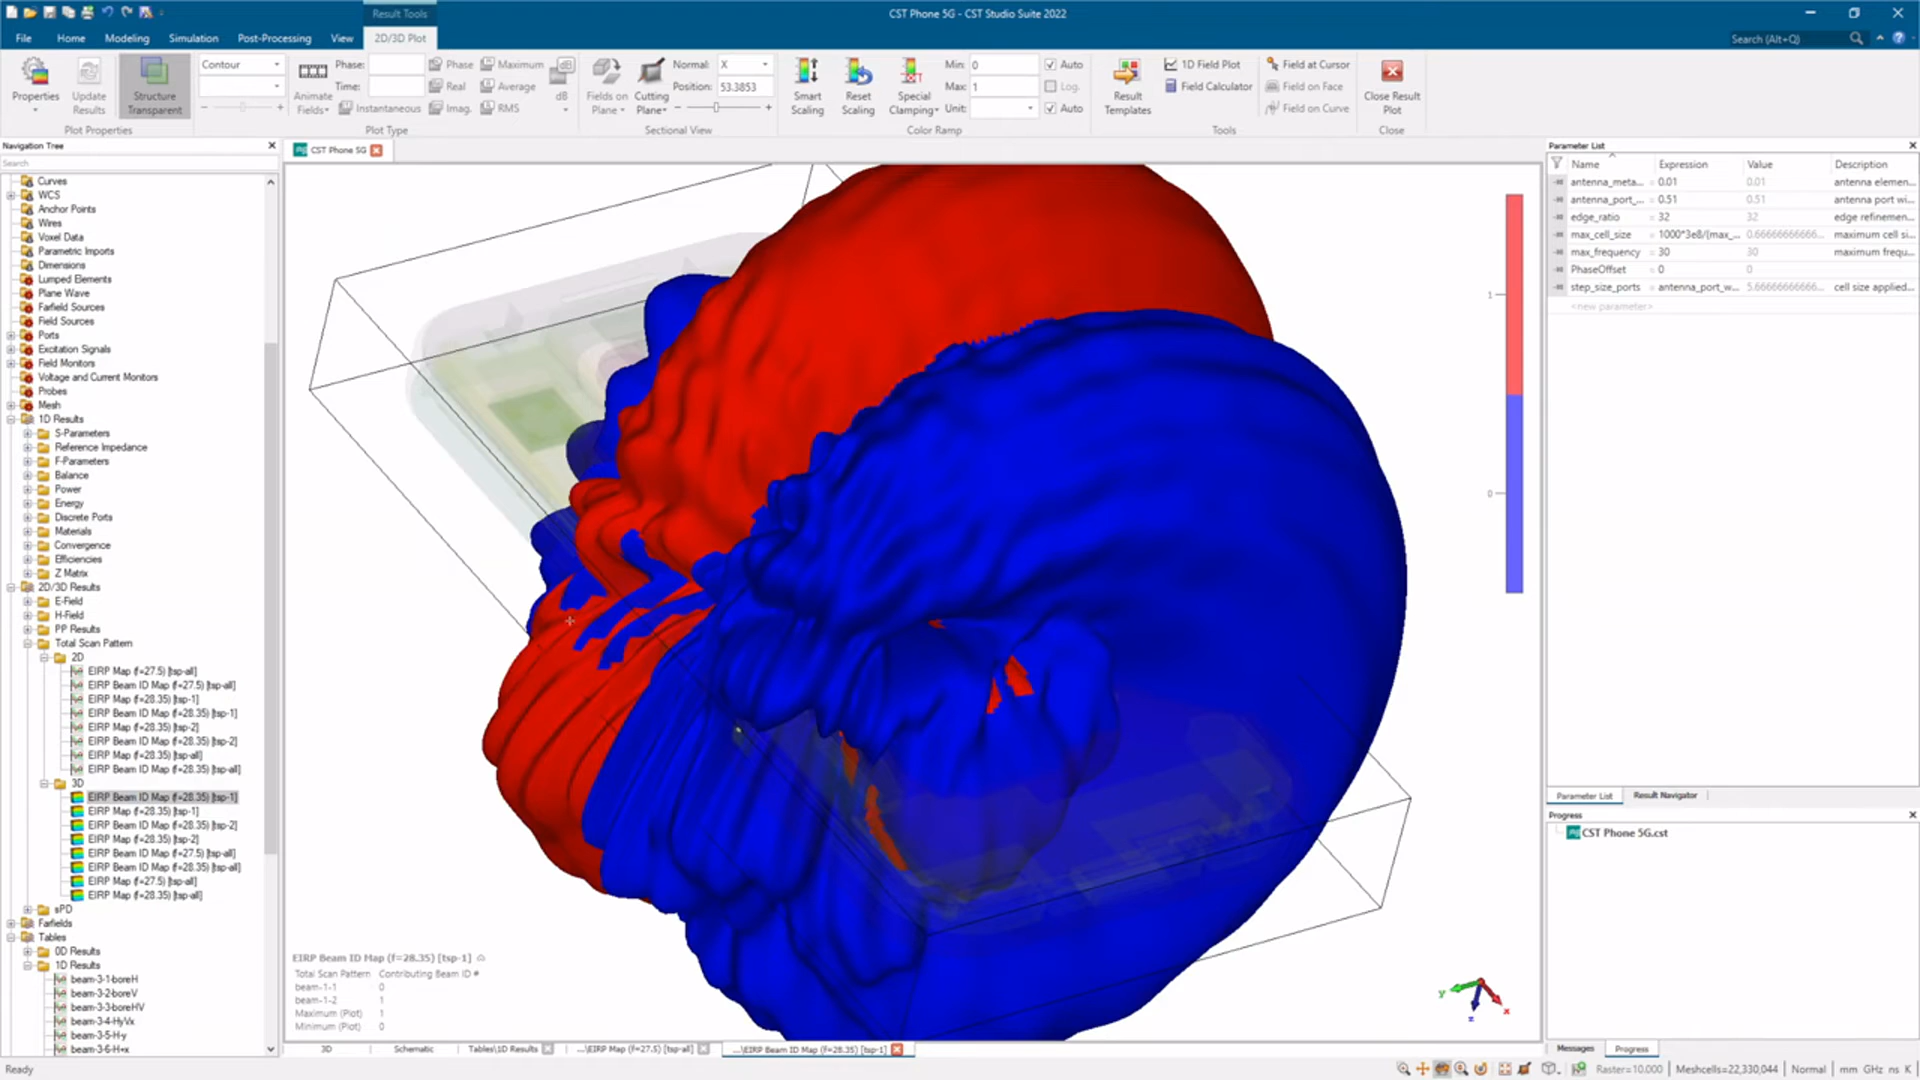 Result Tools
CST Phone 5G - CST Studio Suite 2022
File Home Modeling Simulation Post-Processing View 2D/3D Plot
Search (Alt+Q)
Properties
Update Results
Structure Transparent
Plot Properties
Contour
Animate Fields
Phase:
Time:
Instantaneous
Phase
Real
Imag.
Maximum
Average
RMS
dB
Plot Type
Fields on Plane
Cutting Plane
Normal: X
Position: 53.3853
Sectional View
Smart Scaling
Reset Scaling
Special Clamping
Min: 0 Auto
Max: 1 Log.
Unit: Auto
Color Ramp
Result Templates
1D Field Plot
Field Calculator
Field at Cursor
Field on Face
Field on Curve
Tools
Close Result Plot
Close
Navigation Tree
Search
Curves
WCS
Anchor Points
Wires
Voxel Data
Parametric Imports
Dimensions
Lumped Elements
Plane Wave
Farfield Sources
Field Sources
Ports
Excitation Signals
Field Monitors
Voltage and Current Monitors
Probes
Mesh
1D Results
S-Parameters
Reference Impedance
F-Parameters
Balance
Power
Energy
Discrete Ports
Materials
Convergence
Efficiencies
Z Matrix
2D/3D Results
E-Field
H-Field
PP Results
Total Scan Pattern
2D
EIRP Map (f=27.5) [tsp-all]
EIRP Beam ID Map (f=27.5) [tsp-all]
EIRP Map (f=28.35) [tsp-1]
EIRP Beam ID Map (f=28.35) [tsp-1]
EIRP Map (f=28.35) [tsp-2]
EIRP Beam ID Map (f=28.35) [tsp-2]
EIRP Map (f=28.35) [tsp-all]
EIRP Beam ID Map (f=28.35) [tsp-all]
3D
EIRP Beam ID Map (f=28.35) [tsp-1]
EIRP Map (f=28.35) [tsp-1]
EIRP Beam ID Map (f=28.35) [tsp-2]
EIRP Map (f=28.35) [tsp-2]
EIRP Beam ID Map (f=27.5) [tsp-all]
EIRP Beam ID Map (f=28.35) [tsp-all]
EIRP Map (f=27.5) [tsp-all]
EIRP Map (f=28.35) [tsp-all]
sPD
Farfields
Tables
0D Results
1D Results
beam-3-1-boreH
beam-3-2-boreV
beam-3-3-boreHV
beam-3-4-HyVx
beam-3-5-H-y
beam-3-6-H+x
CST Phone 5G
1
0
EIRP Beam ID Map (f=28.35) [tsp-1]
Total Scan Pattern Contributing Beam ID #
beam-1-1 0
beam-1-2 1
Maximum (Plot) 1
Minimum (Plot) 0
y
z
x
3D Schematic Tables\1D Results ...\EIRP Map (f=27.5) [tsp-all] ...\EIRP Beam ID Map (f=28.35) [tsp-1]
Parameter List
Name Expression Value Description
antenna_meta... = 0.01 0.01 antenna elemen...
antenna_port_... = 0.51 0.51 antenna port wi...
edge_ratio = 32 32 edge refinemen...
max_cell_size = 1000*3e8/(max_... 0.66666666666... maximum cell si...
max_frequency = 30 30 maximum frequ...
PhaseOffset = 0 0
step_size_ports = antenna_port_w... 5.66666666666... cell size applied...
<new parameter>
Parameter List Result Navigator
Progress
CST Phone 5G.cst
Messages Progress
Ready
Raster=10.000 Meshcells=22,330,044 Normal mm GHz ns K